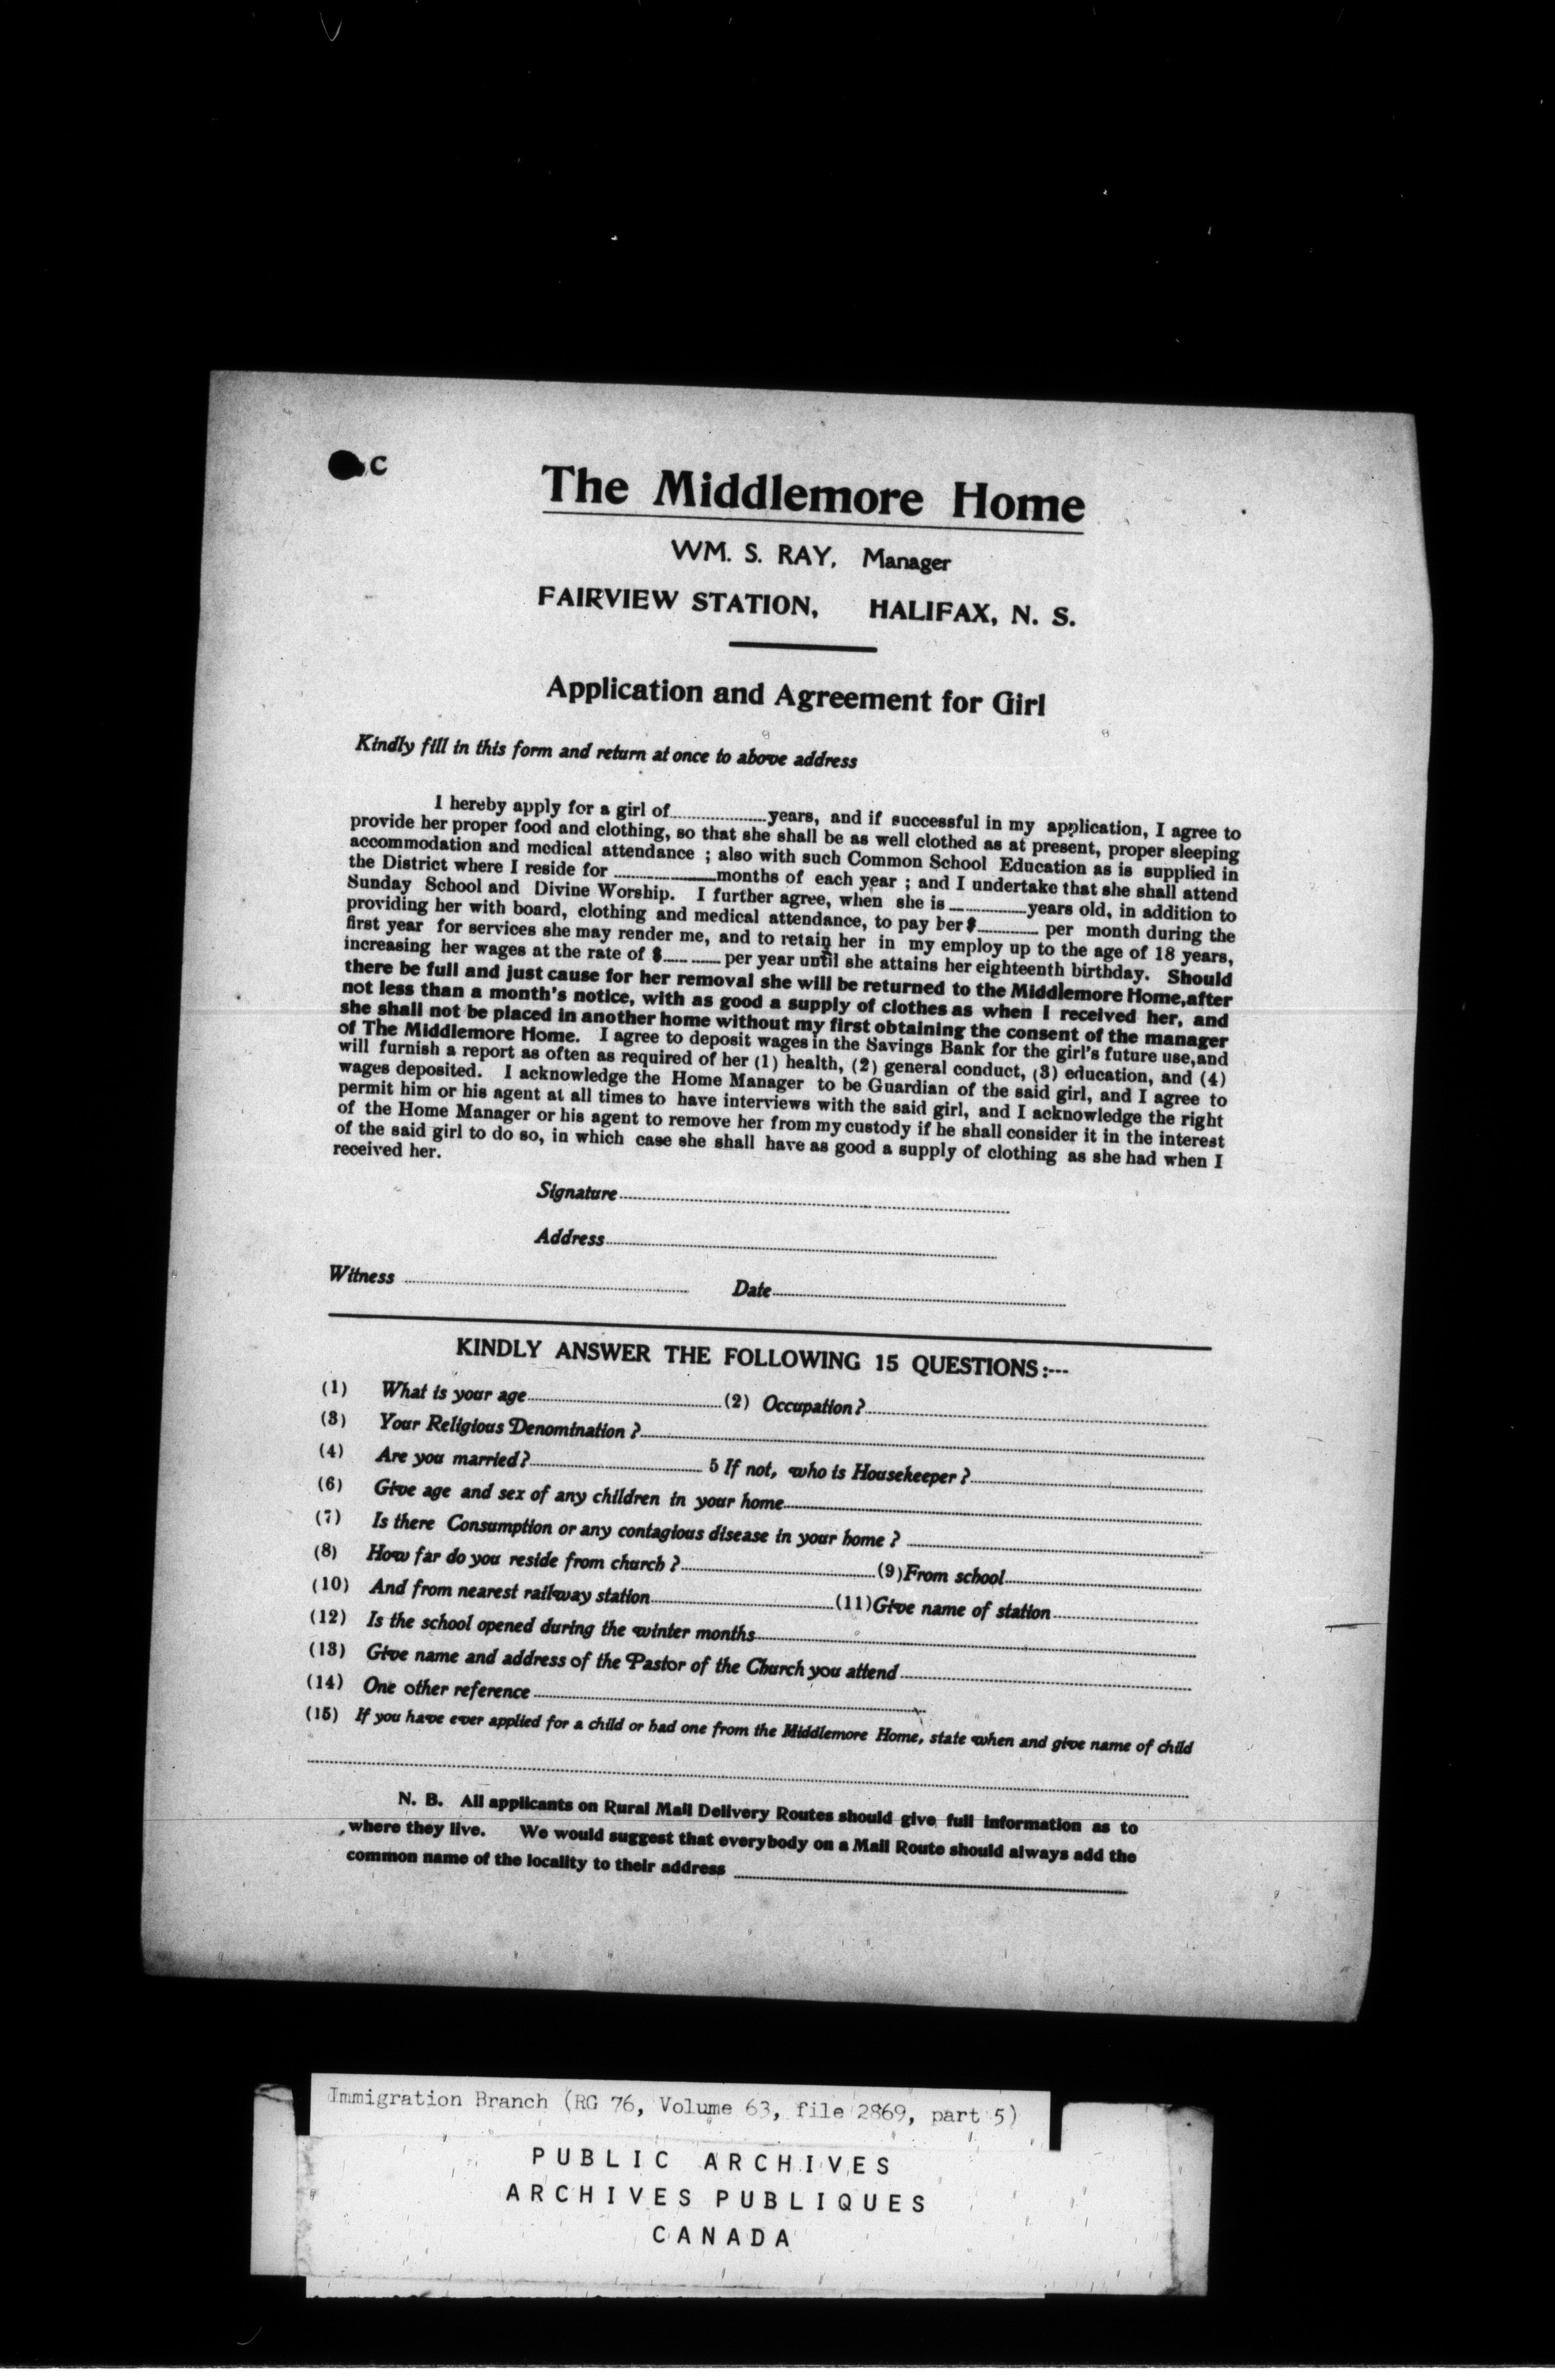 C
The Middlemore Home
WM. S. RAY, Manager
FAIRVIEW STATION, HALIFAX, N. S.
Application and Agreement for Girl
Kindly fill in this form and return at once to above address
I hereby apply for a girl of....................years, and if successful in my application, I agree to
provide her proper food and clothing, so that she shall be as well clothed as at present, proper sleeping
accommodation and medical attendance ; also with such Common School Education as is supplied in
the District where I reside for ....................months of each year ; and I undertake that she shall attend
Sunday School and Divine Worship. I further agree, when she is ................years old, in addition to
providing her with board, clothing and medical attendance, to pay her $............ per month during the
first year for services she may render me, and to retain her in my employ up to the age of 18 years,
increasing her wages at the rate of $............ per year until she attains her eighteenth birthday. Should
there be full and just cause for her removal she will be returned to the Middlemore Home,after
not less than a month's notice, with as good a supply of clothes as when I received her, and
she shall not be placed in another home without my first obtaining the consent of the manager
of The Middlemore Home. I agree to deposit wages in the Savings Bank for the girl's future use,and
will furnish a report as often as required of her (1) health, (2) general conduct, (3) education, and (4)
wages deposited. I acknowledge the Home Manager to be Guardian of the said girl, and I agree to
permit him or his agent at all times to have interviews with the said girl, and I acknowledge the right
of the Home Manager or his agent to remove her from my custody if he shall consider it in the interest
of the said girl to do so, in which case she shall have as good a supply of clothing as she had when I
received her.
Signature....................
Address....................
Witness .................... Date....................
KINDLY ANSWER THE FOLLOWING 15 QUESTIONS:---
(1) What is your age....................(2) Occupation?....................
(3) Your Religious Denomination ?....................
(4) Are you married?.................... 5 If not, who is Housekeeper ?....................
(6) Give age and sex of any children in your home....................
(7) Is there Consumption or any contagious disease in your home ? ....................
(8) How far do you reside from church ?....................(9)From school....................
(10) And from nearest railway station....................(11)Give name of station....................
(12) Is the school opened during the winter months....................
(13) Give name and address of the Pastor of the Church you attend....................
(14) One other reference....................
(15) If you have ever applied for a child or had one from the Middlemore Home, state when and give name of child
....................
N. B. All applicants on Rural Mail Delivery Routes should give full information as to
where they live. We would suggest that everybody on a Mail Route should always add the
common name of the locality to their address ....................
Immigration Branch (RG 76, Volume 63, file 2869, part 5)
PUBLIC ARCHIVES
ARCHIVES PUBLIQUES
CANADA